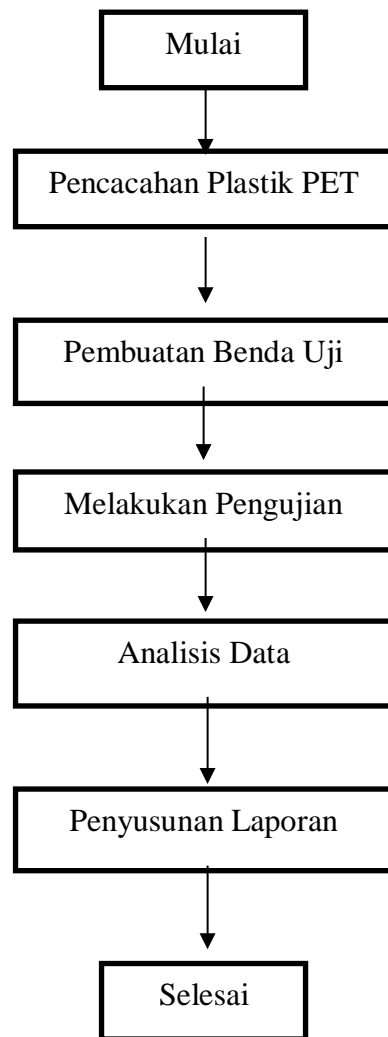 Mulai
Pencacahan Plastik PET
Pembuatan Benda Uji
Melakukan Pengujian
Analisis Data
Penyusunan Laporan
Selesai